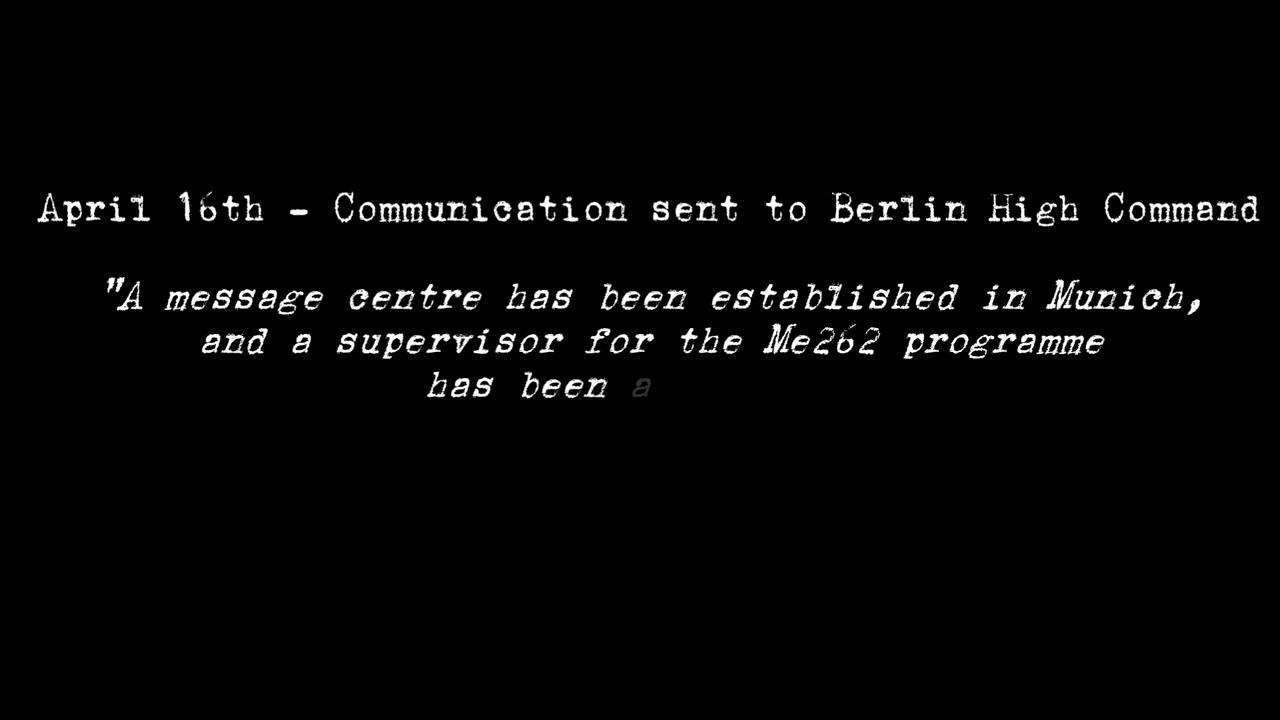 April 16th - Communication sent to Berlin High Command
"A message centre has been established in Munich,
and a supervisor for the Me262 programme
has been a